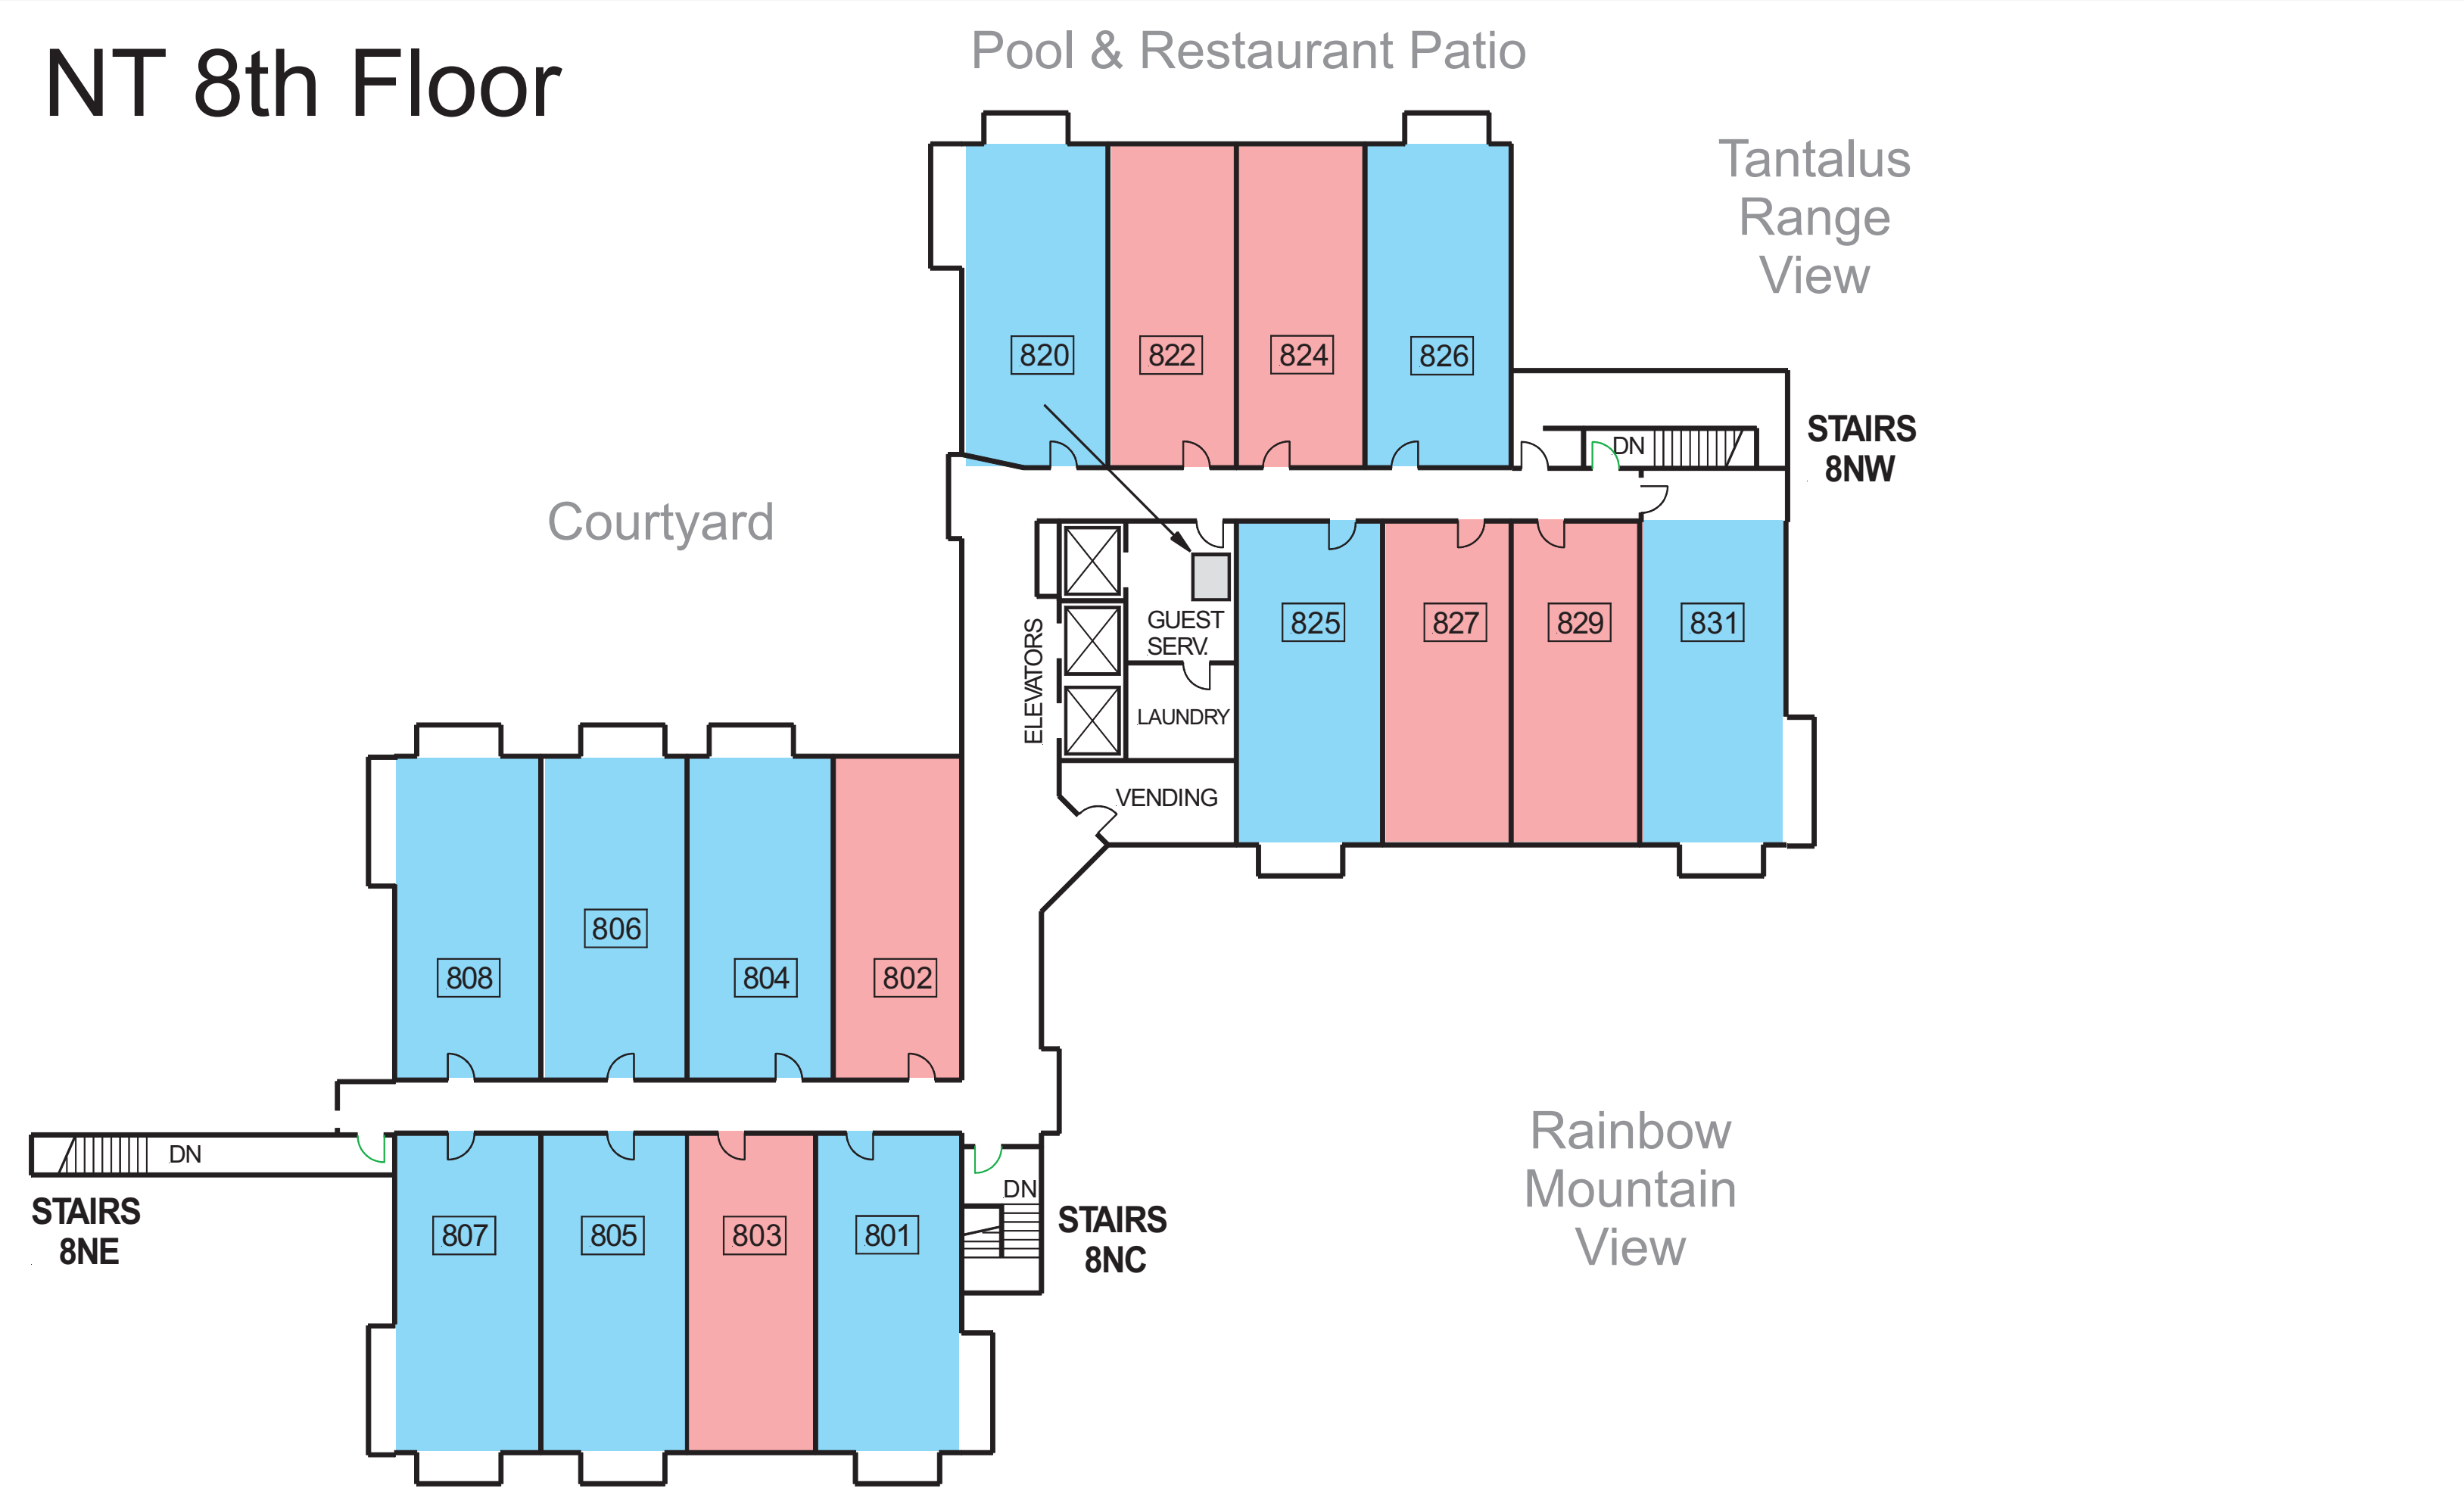 NT 8th Floor
Pool & Restaurant Patio
Tantalus
Range
View
820
822
824
826
DN
STAIRS
8NW
Courtyard
ELEVATORS
GUEST
SERV.
LAUNDRY
VENDING
825
827
829
831
808
806
804
802
DN
STAIRS
8NE
807
805
803
801
DN
STAIRS
8NC
Rainbow
Mountain
View